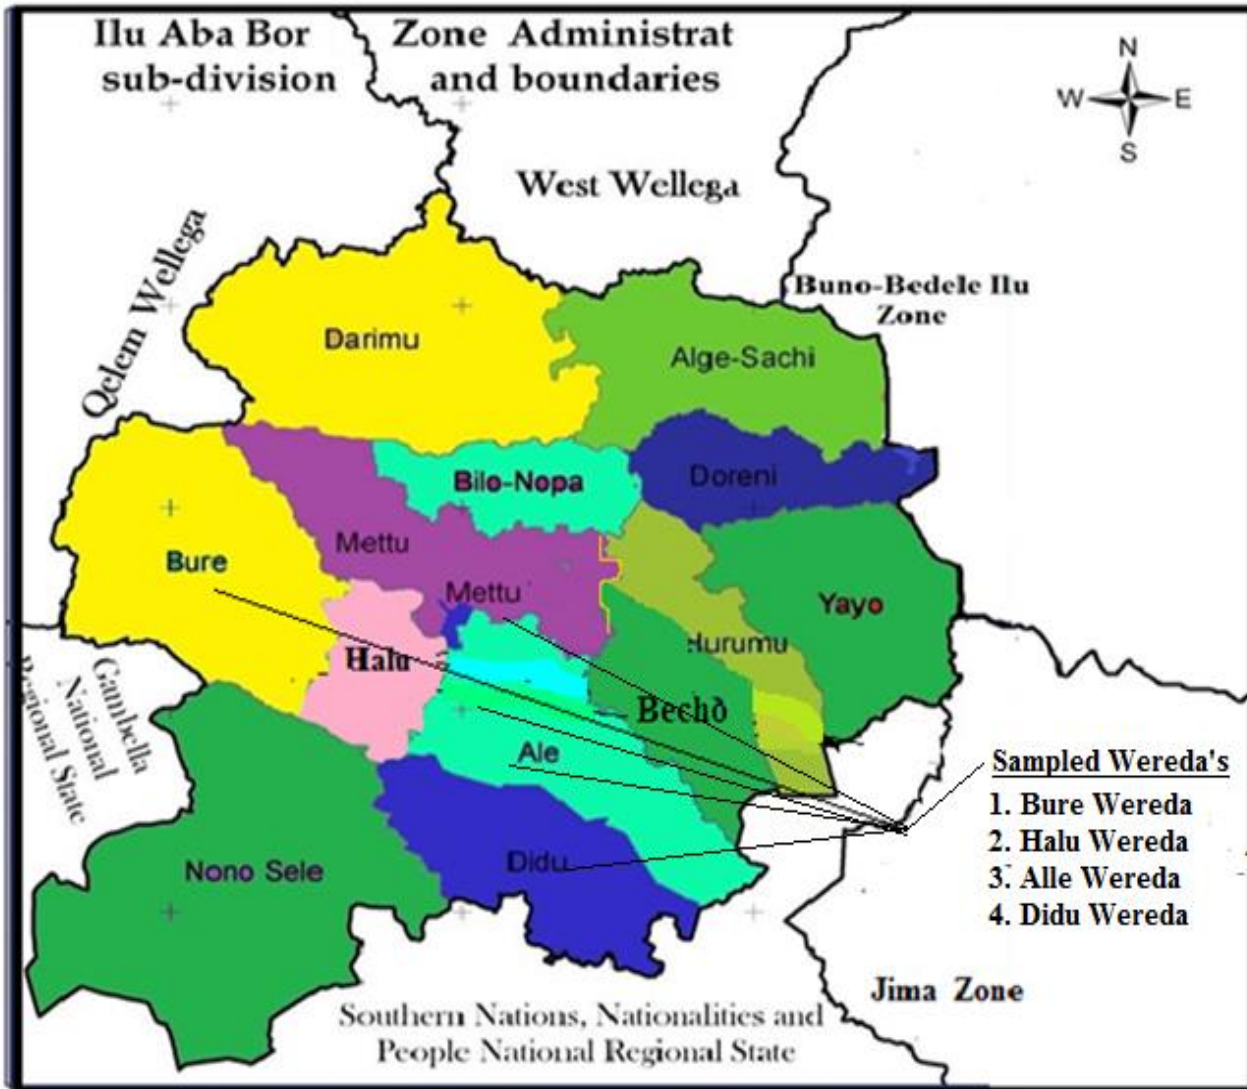 Ilu Aba Bor Zone Administrat
sub-division and boundaries
N
W E
S
West Wellega
Qelem Wellega
Buno-Bedele Ilu
Zone
Darimu
Alge-Sachi
Bilo-Nopa
Doreni
Mettu
Bure
Mettu
Yayo
Hurumu
Halu
Gambella
National
Regional State
Becho
Ale
Sampled Wereda's
1. Bure Wereda
2. Halu Wereda
3. Alle Wereda
4. Didu Wereda
Didu
Nono Sele
Jima Zone
Southern Nations, Nationalities and
People National Regional State